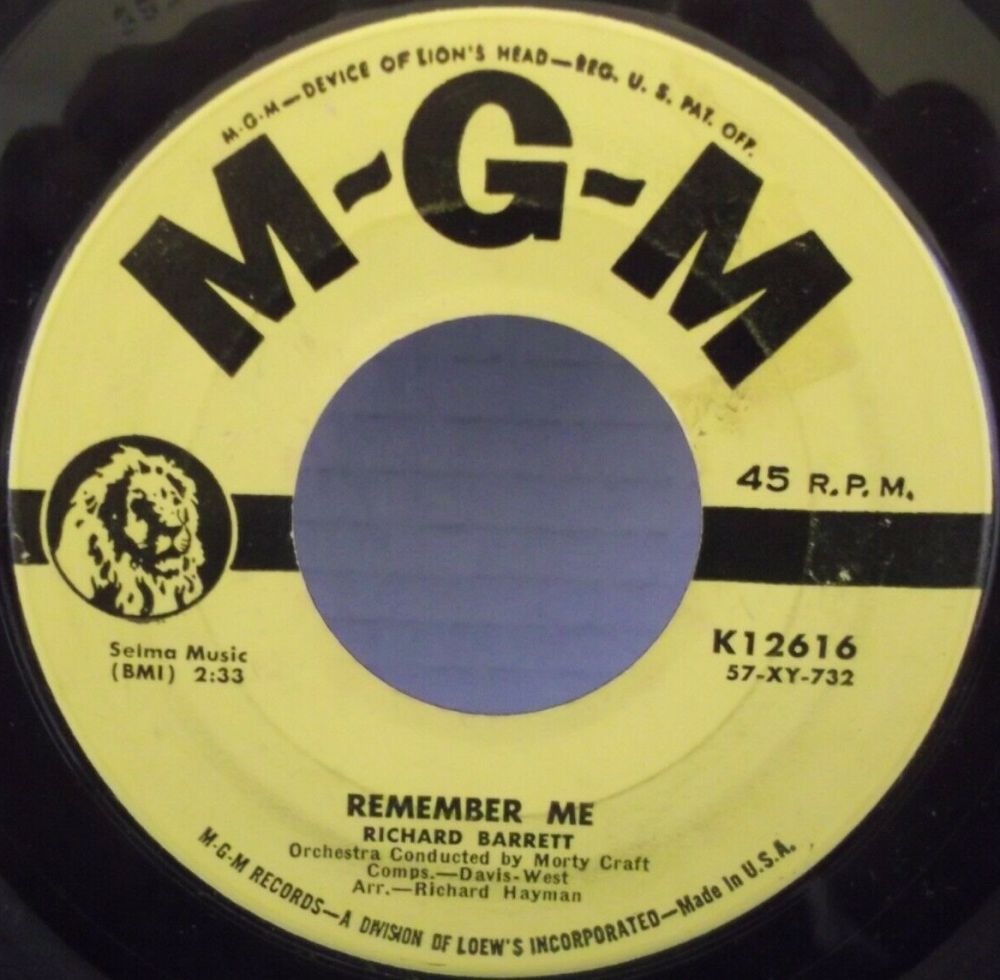 M-G-M—DEVICE OF LION'S HEAD—REG. U. S. PAT. OFF.
M-G-M
45 R.P.M.
Selma Music
(BMI) 2:33
K12616
57-XY-732
REMEMBER ME
RICHARD BARRETT
Orchestra Conducted by Morty Craft
Comps.—Davis-West
Arr.—Richard Hayman
M-G-M RECORDS—A DIVISION OF LOEW'S INCORPORATED—Made in U.S.A.